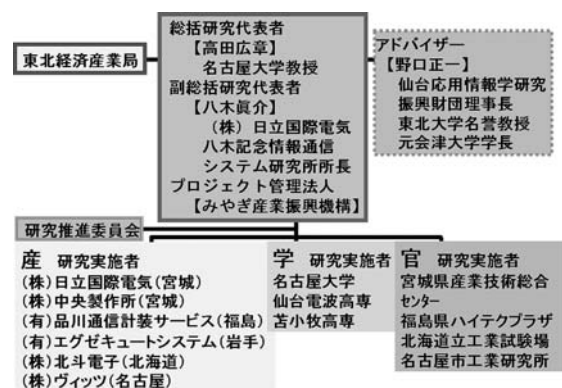 東北経済産業局
総括研究代表者
【高田広章】
名古屋大学教授
副総括研究代表者
【八木眞介】
(株)日立国際電気
八木記念情報通信
システム研究所所長
プロジェクト管理法人
【みやぎ産業振興機構】
アドバイザー
【野口正一】
仙台応用情報学研究
振興財団理事長
東北大学名誉教授
元会津大学学長
研究推進委員会
産 研究実施者
(株)日立国際電気(宮城)
(株)中央製作所(宮城)
(有)品川通信計装サービス(福島)
(有)エグゼキュートシステム(岩手)
(株)北斗電子(北海道)
(株)ヴィッツ(名古屋)
学 研究実施者
名古屋大学
仙台電波高専
苫小牧高専
官 研究実施者
宮城県産業技術総合
センター
福島県ハイテクプラザ
北海道立工業試験場
名古屋市工業研究所